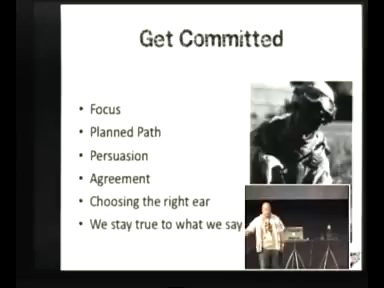 Get Committed
• Focus
• Planned Path
• Persuasion
• Agreement
• Choosing the right ear
• We stay true to what we say